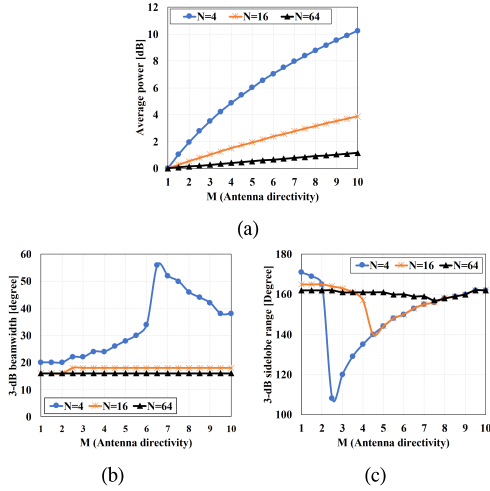 N=4 N=16 N=64
Average power [dB]
12
10
8
6
4
2
0
1 2 3 4 5 6 7 8 9 10
M (Antenna directivity)
(a)
3-dB beamwidth [degree]
60
50
40
30
20
10
0
N=4 N=16 N=64
1 2 3 4 5 6 7 8 9 10
M (Antenna directivity)
(b)
3-dB sidelobe range [Degree]
180
160
140
120
100
N=4 N=16 N=64
1 2 3 4 5 6 7 8 9 10
M (Antenna directivity)
(c)